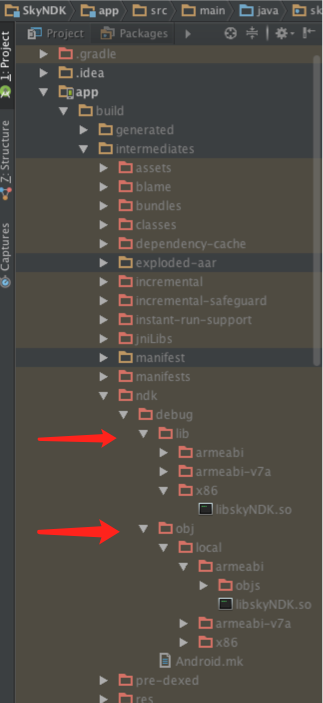 SkyNDK app src main java sk
Project Packages
1: Project
Z: Structure
Captures
.gradle
.idea
app
build
generated
intermediates
assets
blame
bundles
classes
dependency-cache
exploded-aar
incremental
incremental-safeguard
instant-run-support
jniLibs
manifest
manifests
ndk
debug
lib
armeabi
armeabi-v7a
x86
libskyNDK.so
obj
local
armeabi
objs
libskyNDK.so
armeabi-v7a
x86
Android.mk
pre-dexed
res